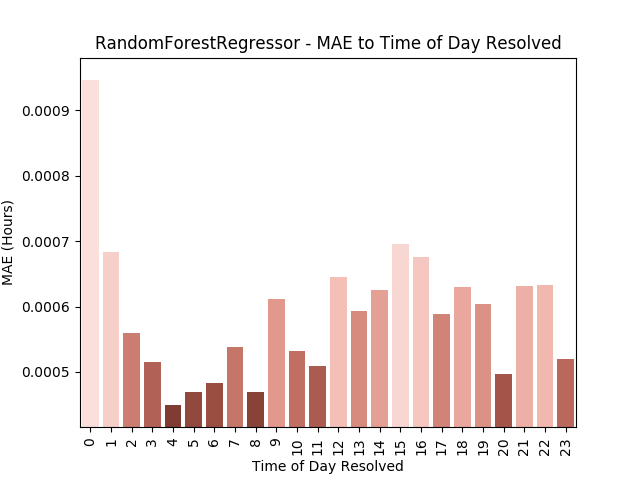 RandomForestRegressor - MAE to Time of Day Resolved
0.0009
0.0008
0.0007
0.0006
0.0005
MAE (Hours)
0 1 2 3 4 5 6 7 8 9 10 11 12 13 14 15 16 17 18 19 20 21 22 23
Time of Day Resolved